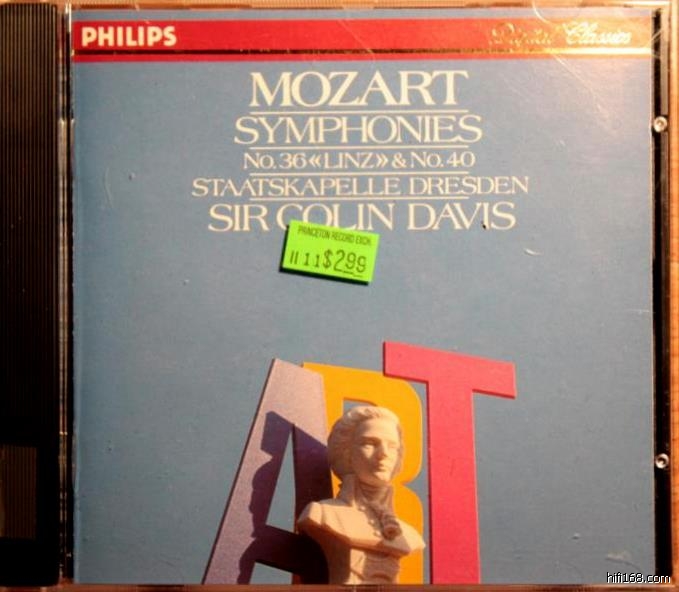 PHILIPS Digital Classics
MOZART
SYMPHONIES
No.36 «LINZ» & No.40
STAATSKAPELLE DRESDEN
SIR COLIN DAVIS
PRINCETON RECORD EXCH.
11 11 $2.99
ART
hifi168.com